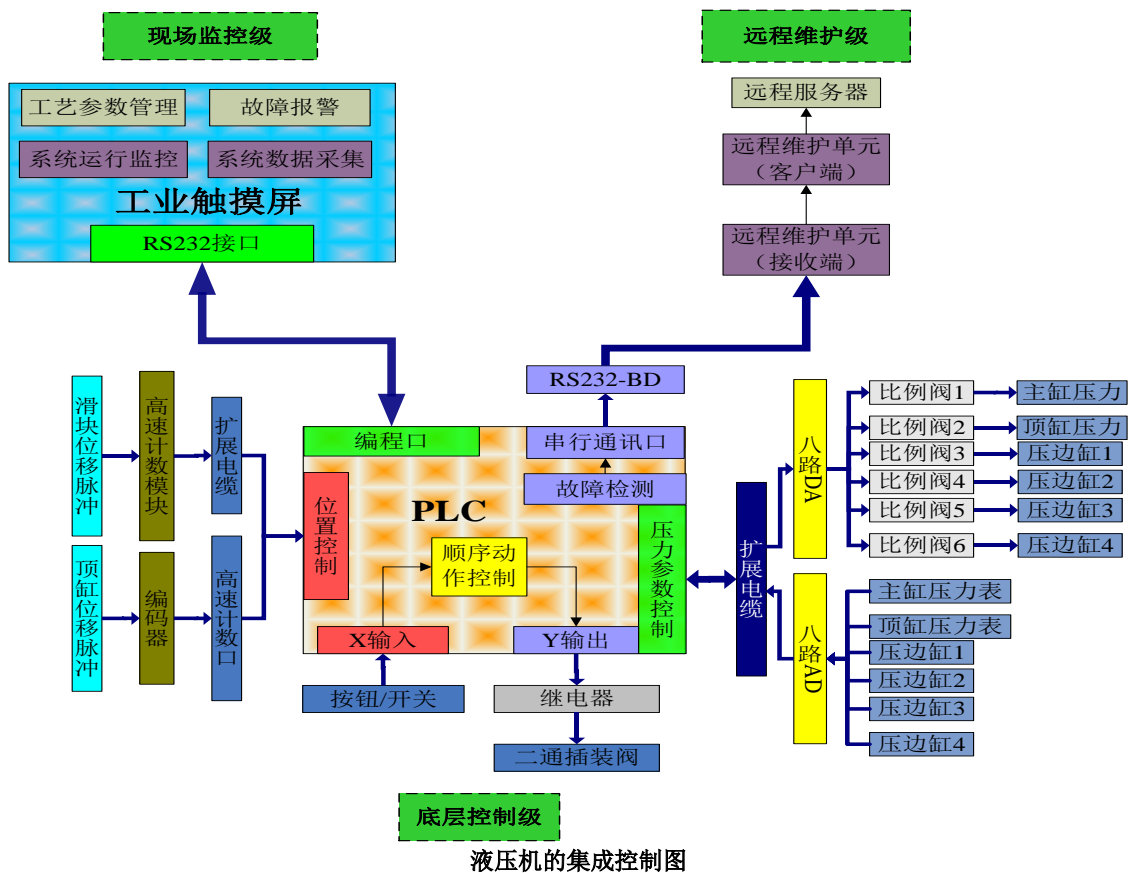 现场监控级
远程维护级
工艺参数管理
故障报警
系统运行监控
系统数据采集
工业触摸屏
RS232接口
远程服务器
远程维护单元
（客户端）
远程维护单元
（接收端）
RS232-BD
滑块位移脉冲
高速计数模块
扩展电缆
顶缸位移脉冲
编码器
高速计数口
编程口
串行通讯口
故障检测
位置控制
PLC
顺序动
作控制
压力参数控制
X输入
Y输出
按钮/开关
继电器
二通插装阀
扩展电缆
八路DA
八路AD
比例阀1
主缸压力
比例阀2
顶缸压力
比例阀3
压边缸1
比例阀4
压边缸2
比例阀5
压边缸3
比例阀6
压边缸4
主缸压力表
顶缸压力表
压边缸1
压边缸2
压边缸3
压边缸4
底层控制级
液压机的集成控制图